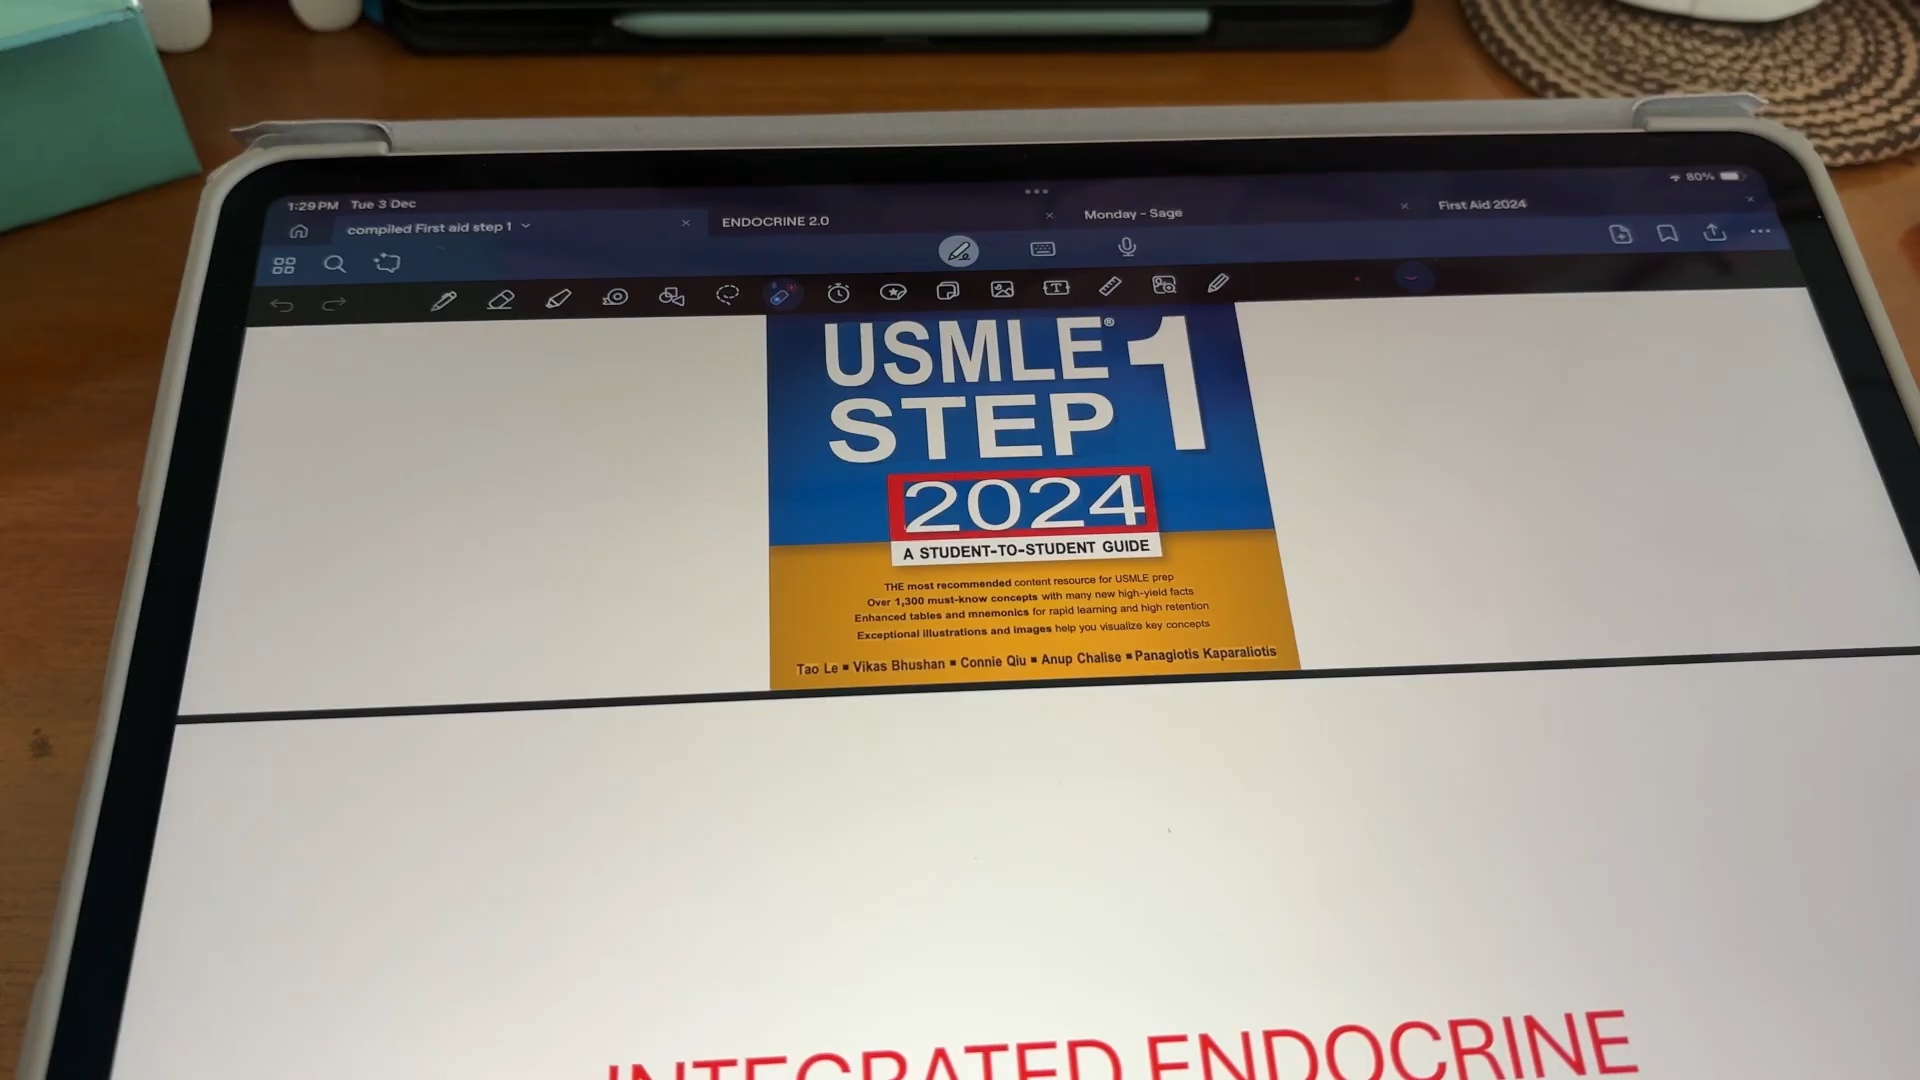 1:29 PM Tue 3 Dec
80%
compiled First aid step 1
ENDOCRINE 2.0
Monday - Sage
First Aid 2024
USMLE® 1
STEP
2024
A STUDENT-TO-STUDENT GUIDE
THE most recommended content resource for USMLE prep
Over 1,300 must-know concepts with many new high-yield facts
Enhanced tables and mnemonics for rapid learning and high retention
Exceptional illustrations and images help you visualize key concepts
Tao Le ▪ Vikas Bhushan ▪ Connie Qiu ▪ Anup Chalise ▪ Panagiotis Kaparaliotis
INTEGRATED ENDOCRINE